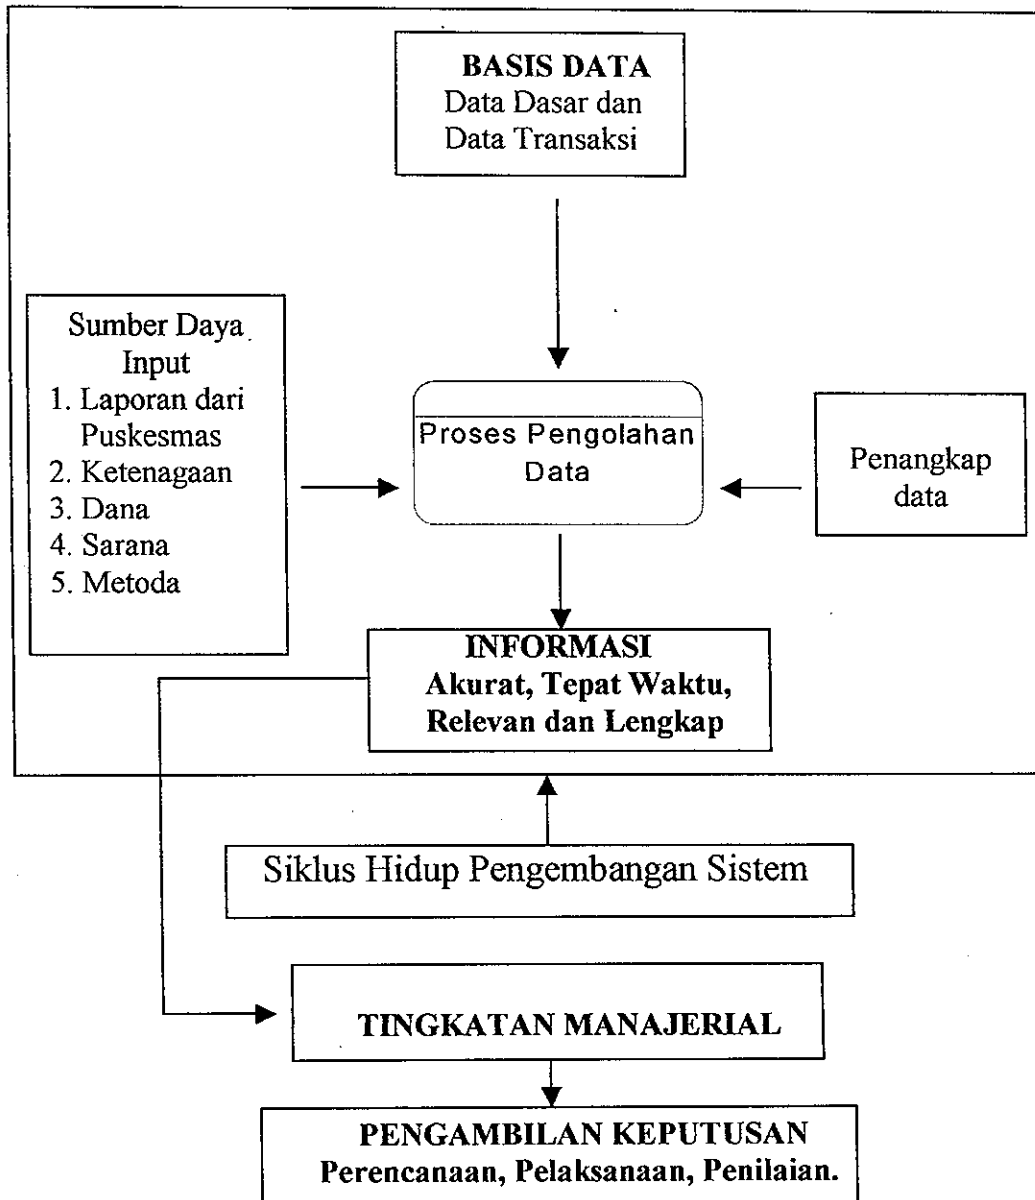 BASIS DATA
Data Dasar dan
Data Transaksi
Sumber Daya
Input
1. Laporan dari
Puskesmas
2. Ketenagaan
3. Dana
4. Sarana
5. Metoda
Proses Pengolahan
Data
Penangkap
data
INFORMASI
Akurat, Tepat Waktu,
Relevan dan Lengkap
Siklus Hidup Pengembangan Sistem
TINGKATAN MANAJERIAL
PENGAMBILAN KEPUTUSAN
Perencanaan, Pelaksanaan, Penilaian.